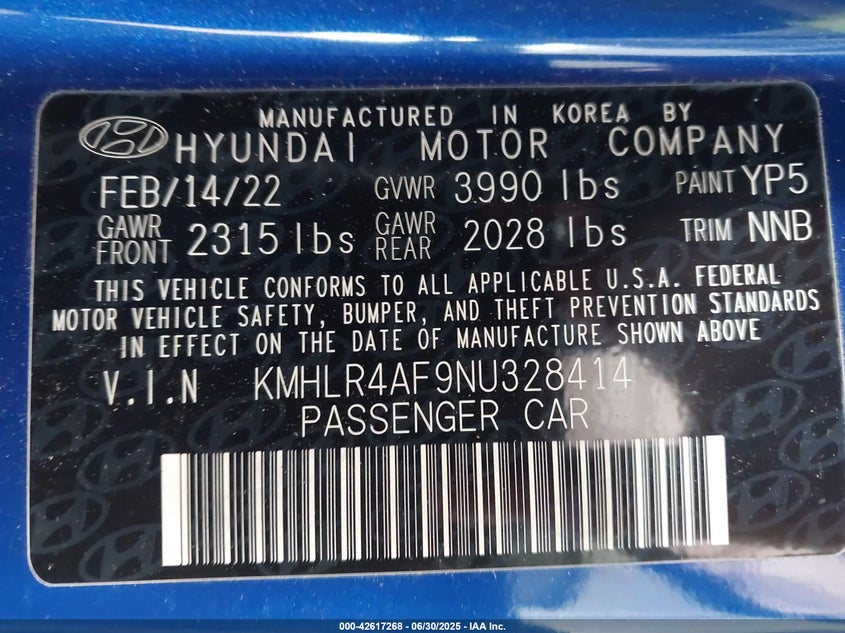 MANUFACTURED IN KOREA BY
HYUNDAI MOTOR COMPANY
FEB/14/22 GVWR 3990 lbs PAINT YP5
GAWR FRONT 2315 lbs GAWR REAR 2028 lbs TRIM NNB
THIS VEHICLE CONFORMS TO ALL APPLICABLE U.S.A. FEDERAL
MOTOR VEHICLE SAFETY, BUMPER, AND THEFT PREVENTION STANDARDS
IN EFFECT ON THE DATE OF MANUFACTURE SHOWN ABOVE
V.I.N KMHLR4AF9NU328414
PASSENGER CAR
000-42617268 - 06/30/2025 - IAA Inc.